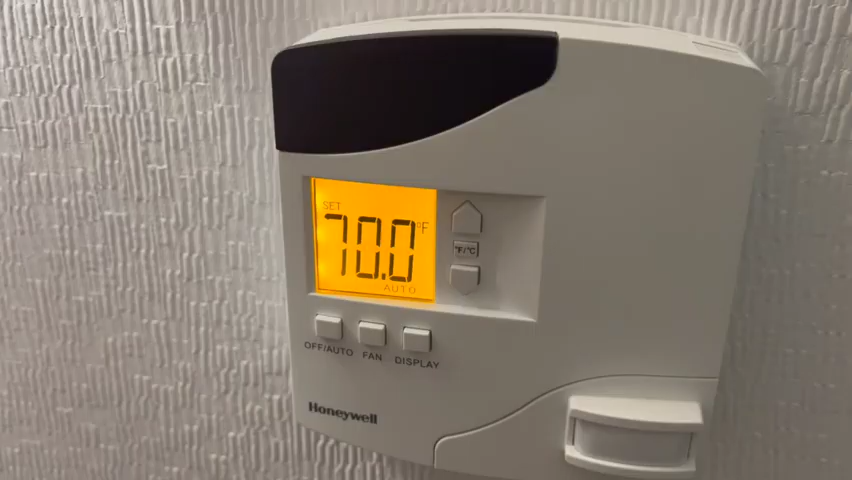 SET
70.0°F
AUTO
°F/°C
OFF/AUTO FAN DISPLAY
Honeywell